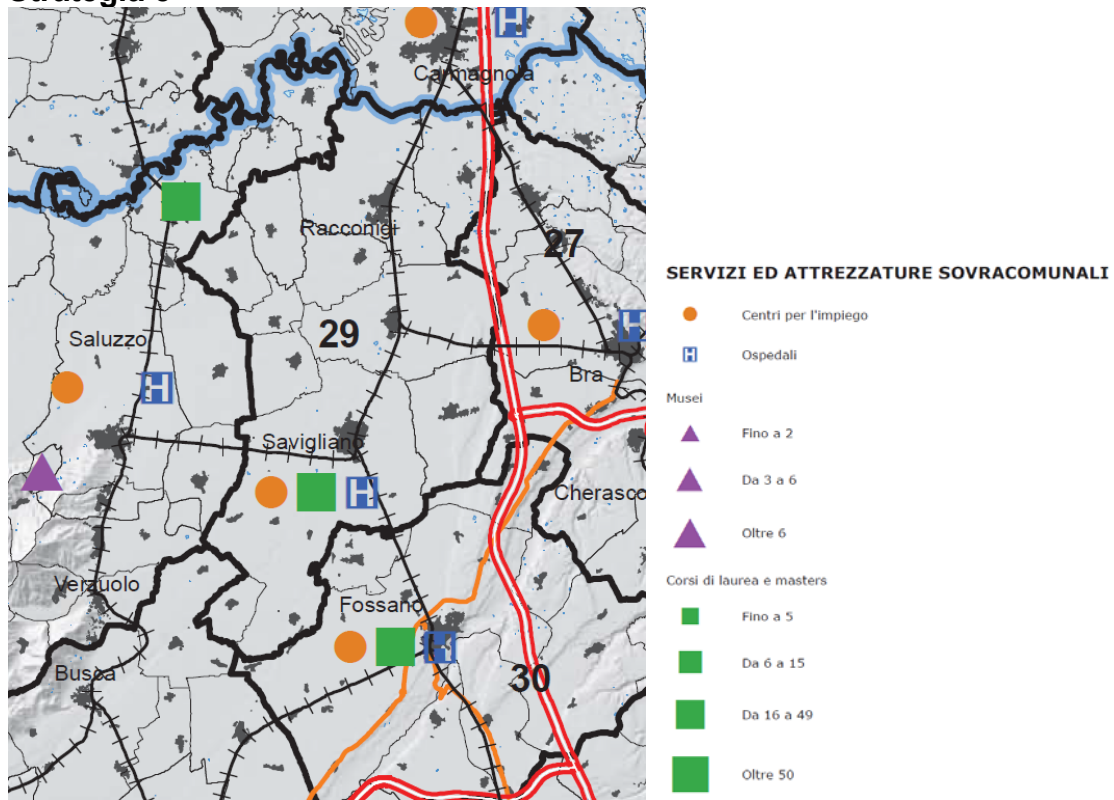 Carmagnola
H
27
Racconigi
29
H
Saluzzo
H
Bra
Savigliano
H
Cherasco
Verzuolo
Fossano
H
Busca
30
SERVIZI ED ATTREZZATURE SOVRACOMUNALI
Centri per l'impiego
H Ospedali
Musei
Fino a 2
Da 3 a 6
Oltre 6
Corsi di laurea e masters
Fino a 5
Da 6 a 15
Da 16 a 49
Oltre 50